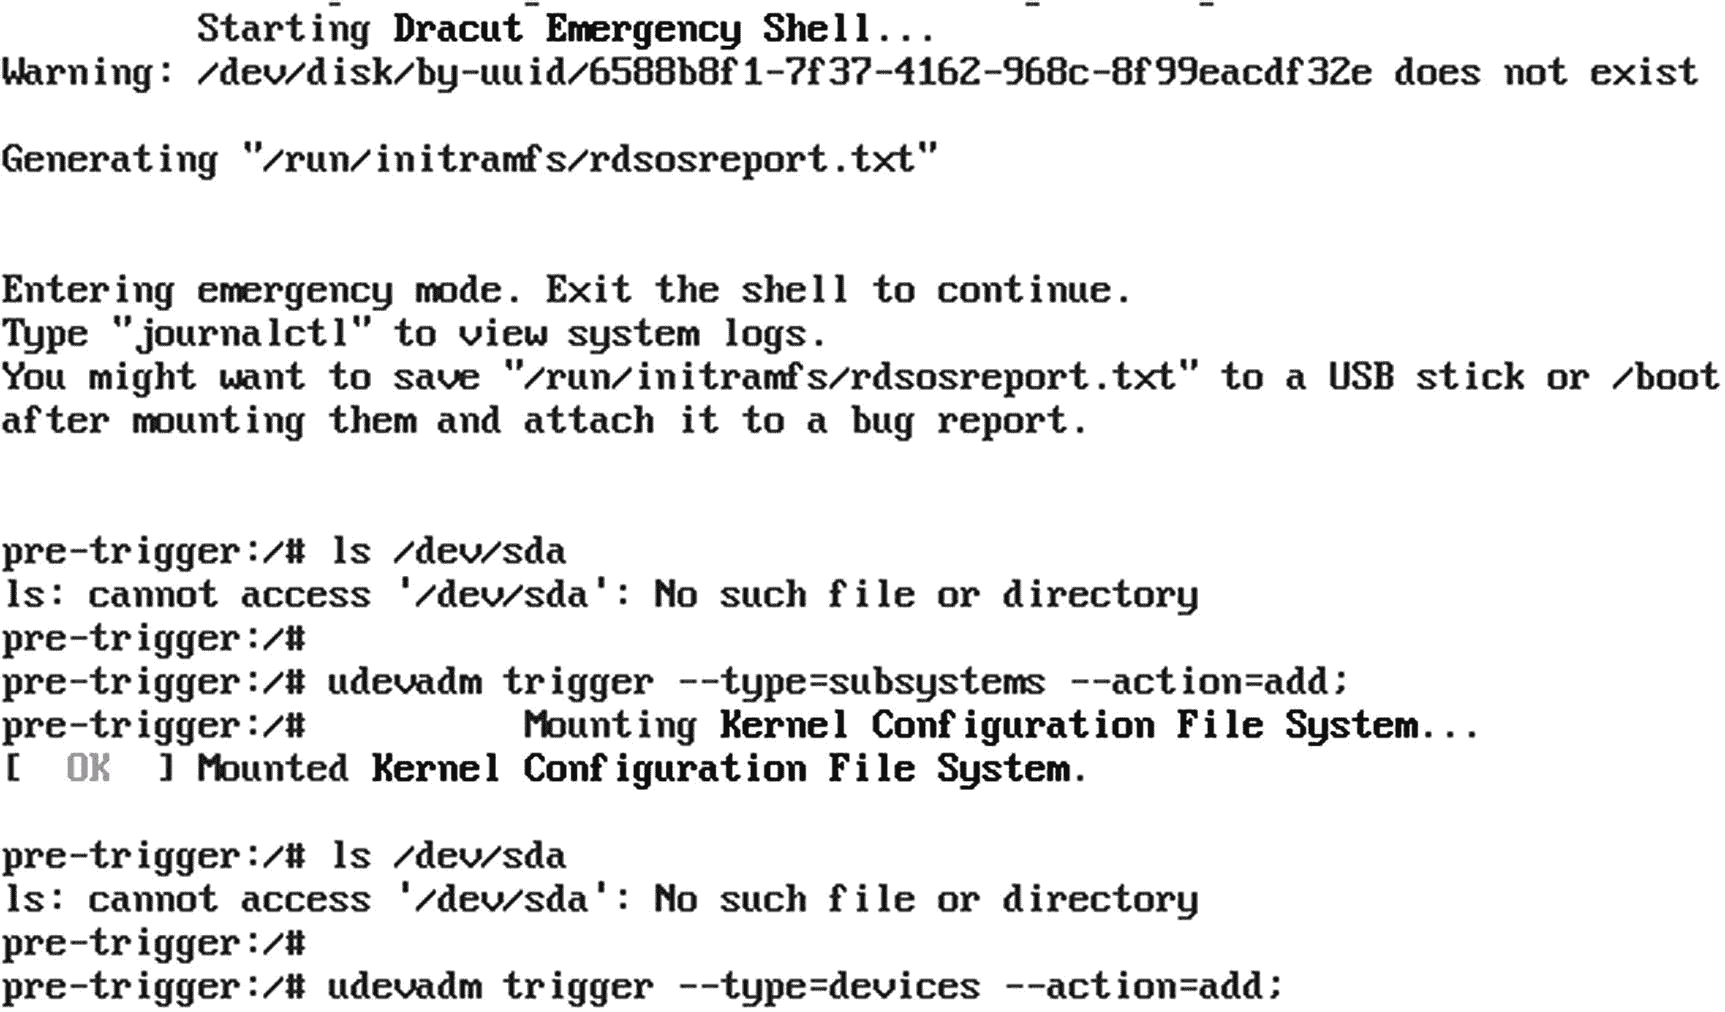 Starting Dracut Emergency Shell...
Warning: /dev/disk/by-uuid/6588b8f1-7f37-4162-968c-8f99eacdf32e does not exist
Generating "/run/initramfs/rdsosreport.txt"
Entering emergency mode. Exit the shell to continue.
Type "journalctl" to view system logs.
You might want to save "/run/initramfs/rdsosreport.txt" to a USB stick or /boot
after mounting them and attach it to a bug report.
pre-trigger:/# ls /dev/sda
ls: cannot access '/dev/sda': No such file or directory
pre-trigger:/#
pre-trigger:/# udevadm trigger --type=subsystems --action=add;
pre-trigger:/#          Mounting Kernel Configuration File System...
[  OK  ] Mounted Kernel Configuration File System.
pre-trigger:/# ls /dev/sda
ls: cannot access '/dev/sda': No such file or directory
pre-trigger:/#
pre-trigger:/# udevadm trigger --type=devices --action=add;